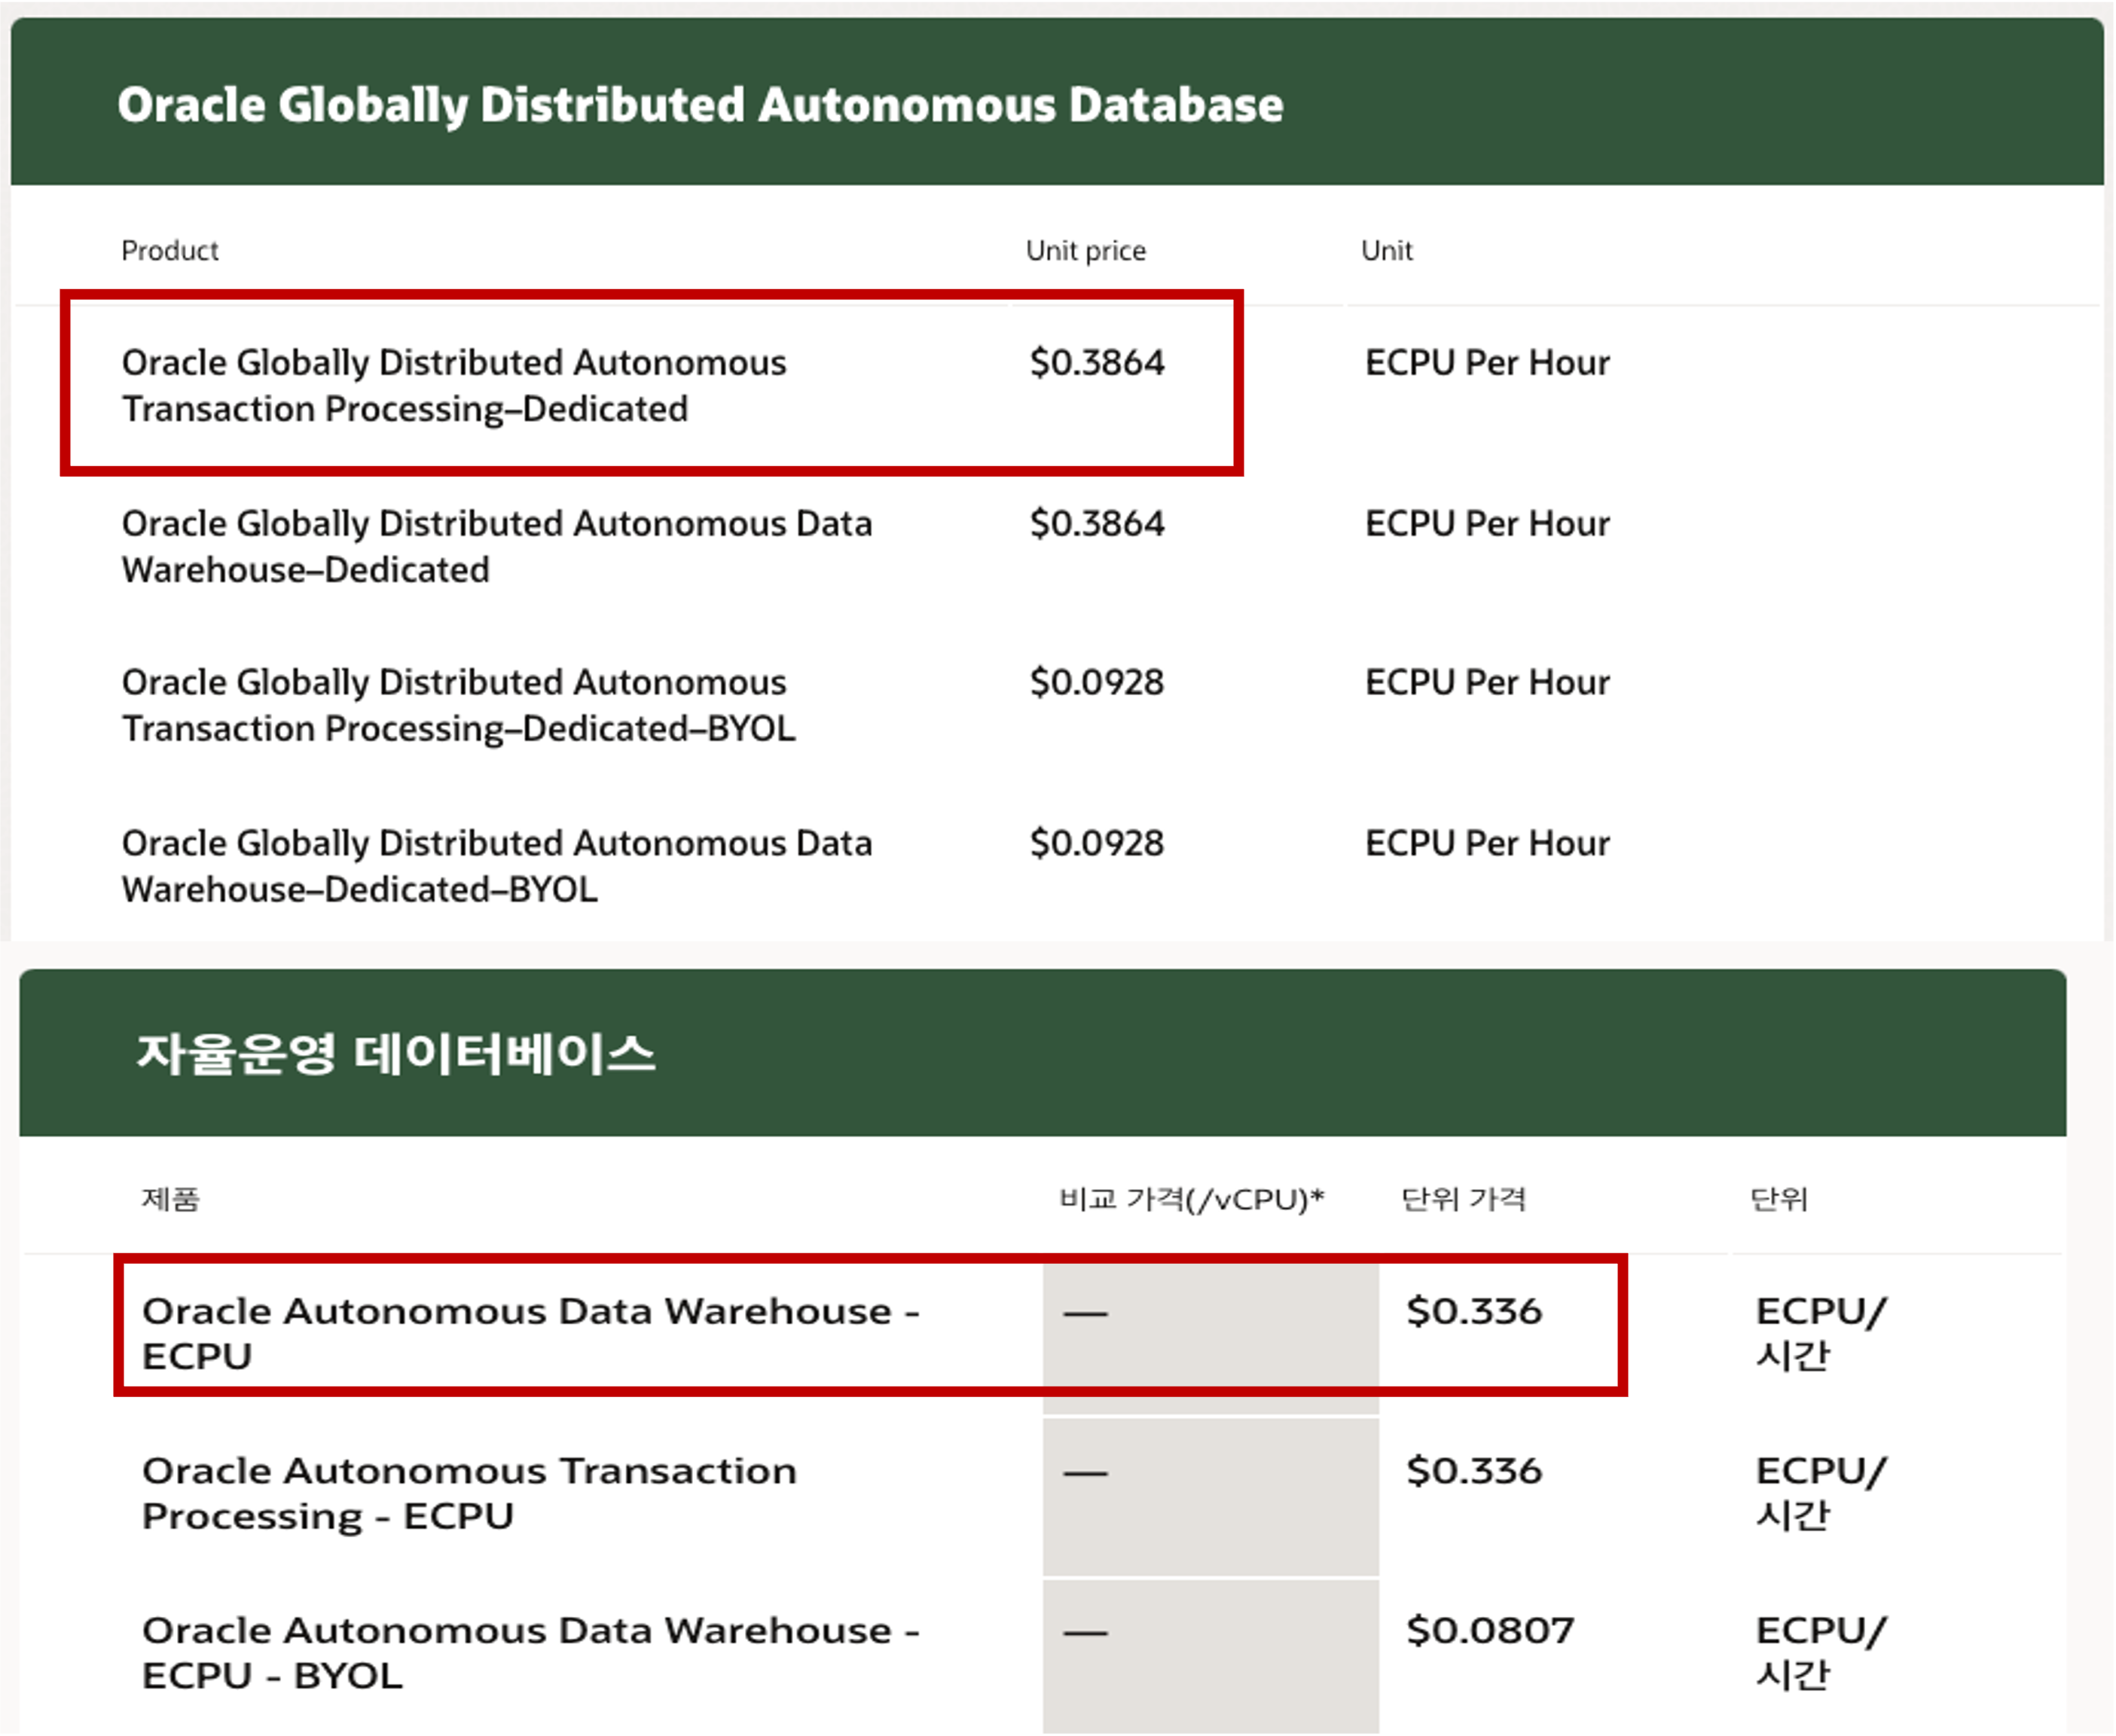 Oracle Globally Distributed Autonomous Database
Product Unit price Unit
Oracle Globally Distributed Autonomous $0.3864 ECPU Per Hour
Transaction Processing–Dedicated
Oracle Globally Distributed Autonomous Data $0.3864 ECPU Per Hour
Warehouse–Dedicated
Oracle Globally Distributed Autonomous $0.0928 ECPU Per Hour
Transaction Processing–Dedicated–BYOL
Oracle Globally Distributed Autonomous Data $0.0928 ECPU Per Hour
Warehouse–Dedicated–BYOL
자율운영 데이터베이스
제품 비교 가격(/vCPU)* 단위 가격 단위
Oracle Autonomous Data Warehouse - — $0.336 ECPU/
ECPU 시간
Oracle Autonomous Transaction — $0.336 ECPU/
Processing - ECPU 시간
Oracle Autonomous Data Warehouse - — $0.0807 ECPU/
ECPU - BYOL 시간